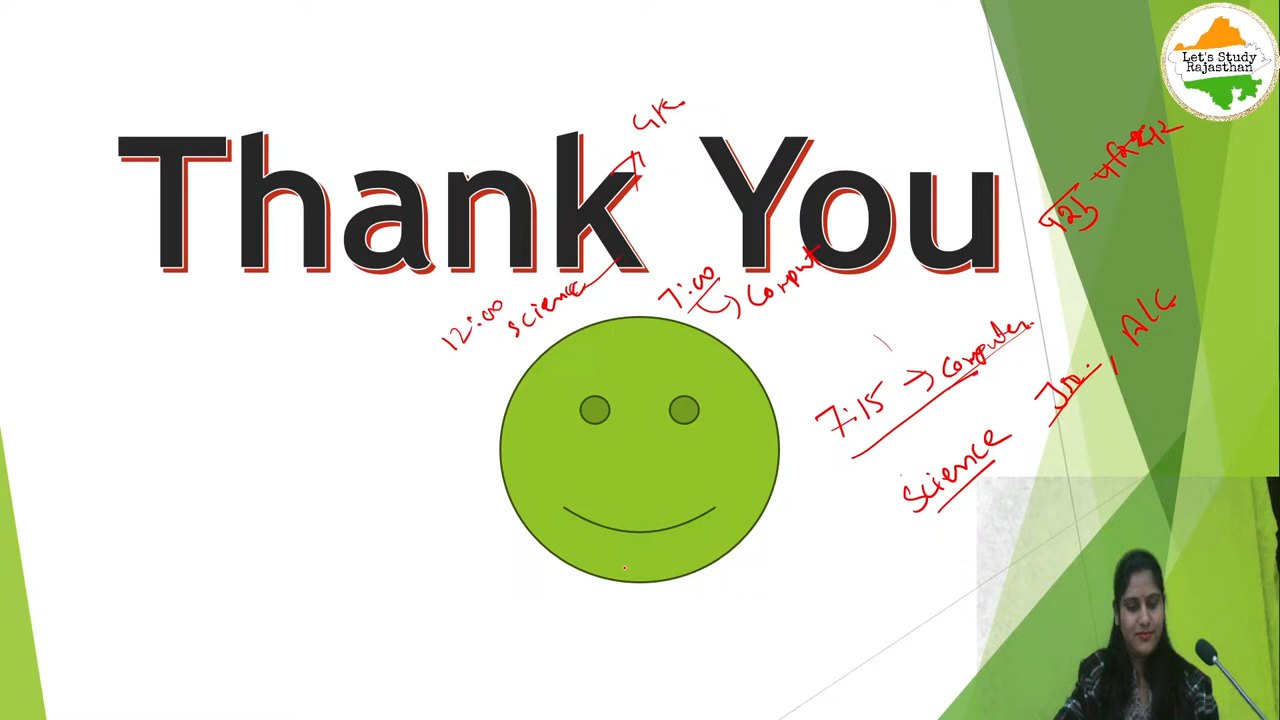 Let's Study
Rajasthan
Thank You
GK
12:00 science
7:00
Comput
7:15 → Computer
Science